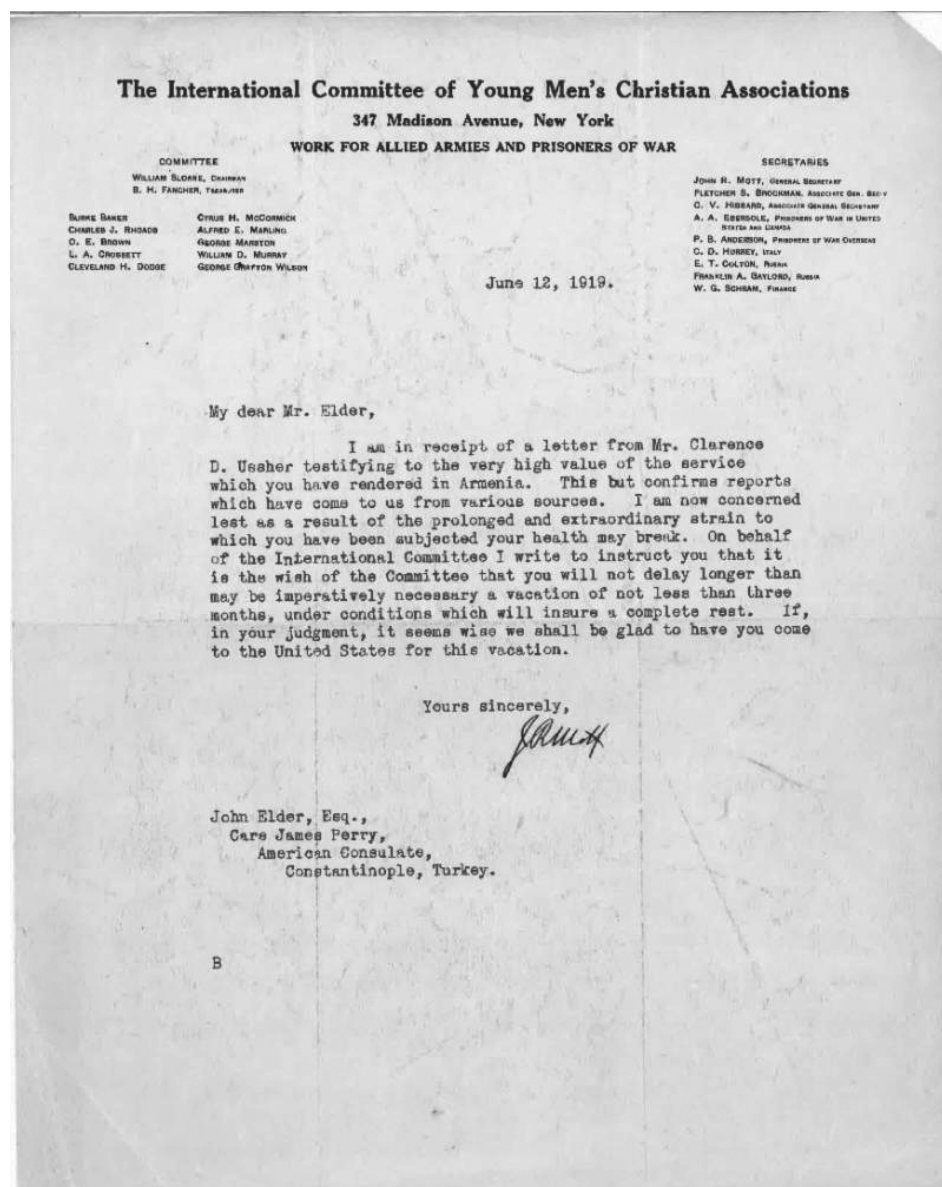 The International Committee of Young Men's Christian Associations
347 Madison Avenue, New York
WORK FOR ALLIED ARMIES AND PRISONERS OF WAR
COMMITTEE
WILLIAM SLOANE, CHAIRMAN
B. H. FANCHER, TREASURER
BURKE BAKER
CHARLES J. RHOADS
O. E. BROWN
L. A. CROSSETT
CLEVELAND H. DODGE
CYRUS H. MCCORMICK
ALFRED E. MARLING
GEORGE MARSTON
WILLIAM D. MURRAY
GEORGE GRAFTON WILSON
SECRETARIES
JOHN R. MOTT, GENERAL SECRETARY
FLETCHER S. BROCKMAN, ASSOCIATE GEN. SEC'Y
C. V. HIBBARD, ASSOCIATE GENERAL SECRETARY
A. A. EBERSOLE, PRISONERS OF WAR IN UNITED
STATES AND CANADA
P. B. ANDERSON, PRISONERS OF WAR OVERSEAS
C. D. HURREY, ITALY
E. T. COLTON, RUSSIA
FRANKLIN A. GAYLORD, RUSSIA
W. G. SCHRAM, FINANCE
June 12, 1919.
My dear Mr. Elder,
I am in receipt of a letter from Mr. Clarence
D. Ussher testifying to the very high value of the service
which you have rendered in Armenia. This but confirms reports
which have come to us from various sources. I am now concerned
lest as a result of the prolonged and extraordinary strain to
which you have been subjected your health may break. On behalf
of the International Committee I write to instruct you that it
is the wish of the Committee that you will not delay longer than
may be imperatively necessary a vacation of not less than three
months, under conditions which will insure a complete rest. If,
in your judgment, it seems wise we shall be glad to have you come
to the United States for this vacation.
Yours sincerely,
J R Mott
John Elder, Esq.,
Care James Perry,
American Consulate,
Constantinople, Turkey.
B